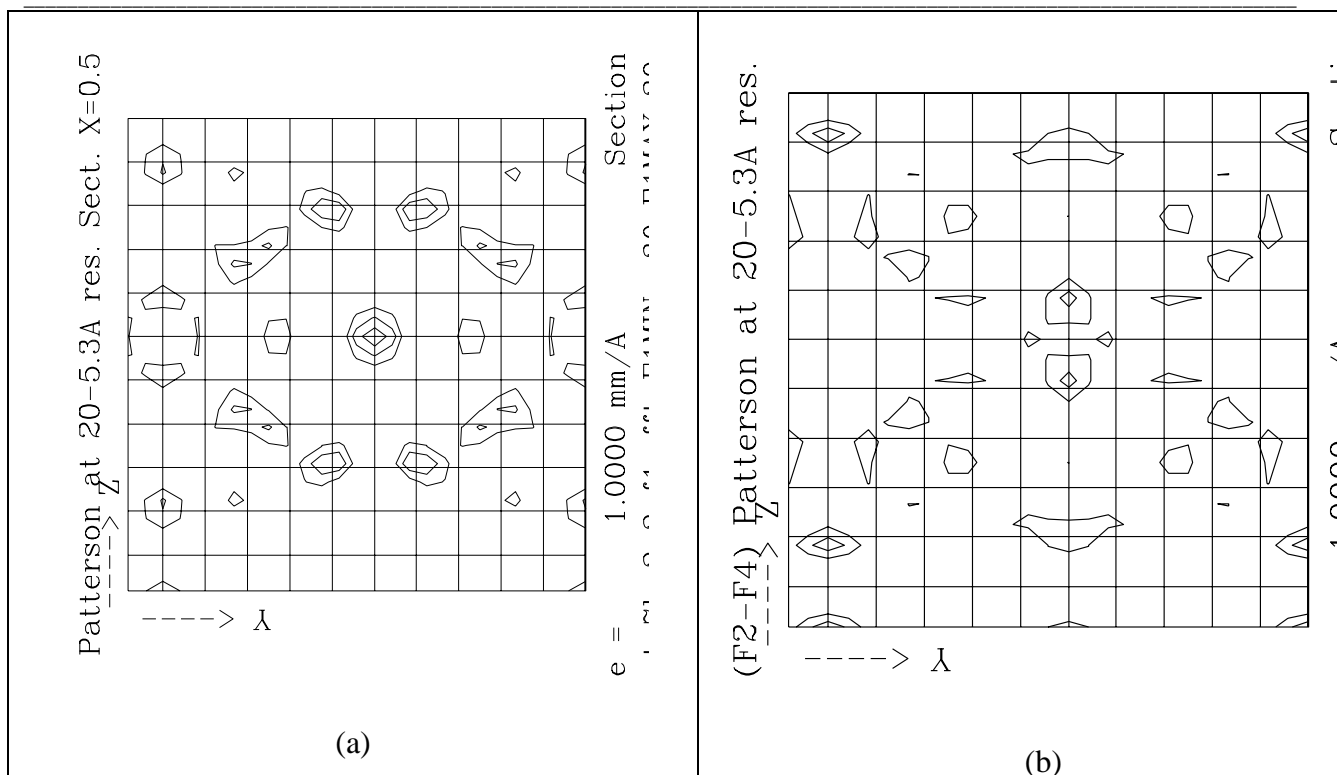 Patterson at 20-5.3A res. Sect. X=0.5
Z
Y
e = 1.0000 mm/A Section
(a)
(F2-F4) Patterson at 20-5.3A res.
Z
Y
(b)